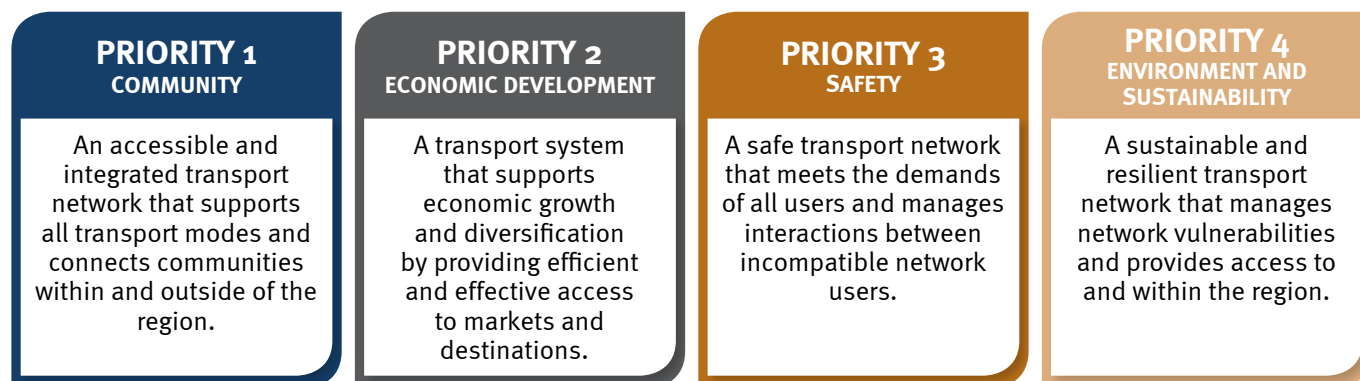 PRIORITY 1
COMMUNITY
An accessible and
integrated transport
network that supports
all transport modes and
connects communities
within and outside of the
region.
PRIORITY 2
ECONOMIC DEVELOPMENT
A transport system
that supports
economic growth
and diversification
by providing efficient
and effective access
to markets and
destinations.
PRIORITY 3
SAFETY
A safe transport network
that meets the demands
of all users and manages
interactions between
incompatible network
users.
PRIORITY 4
ENVIRONMENT AND
SUSTAINABILITY
A sustainable and
resilient transport
network that manages
network vulnerabilities
and provides access to
and within the region.